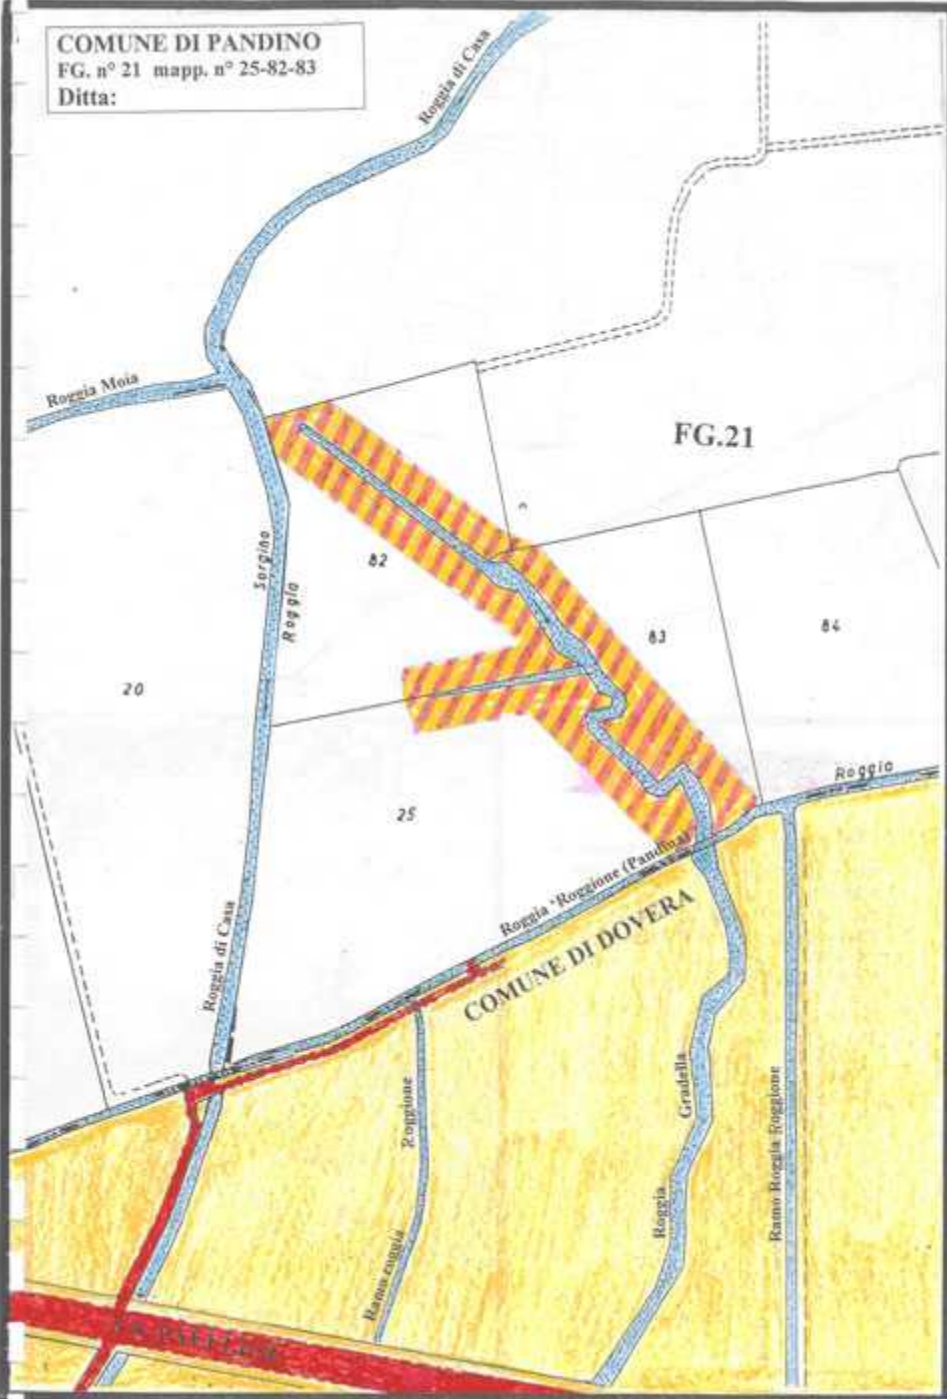 COMUNE DI PANDINO
FG. n° 21 mapp. n° 25-82-83
Ditta:
Roggia di Casa
Roggia Moia
FG.21
Sorgino
Roggia
82
83
84
20
25
Roggia
Roggia di Casa
Roggia "Roggione (Pandina)
COMUNE DI DOVERA
Roggione
Ramo roggia
Gradella
Roggia
Ramo Roggia Roggione